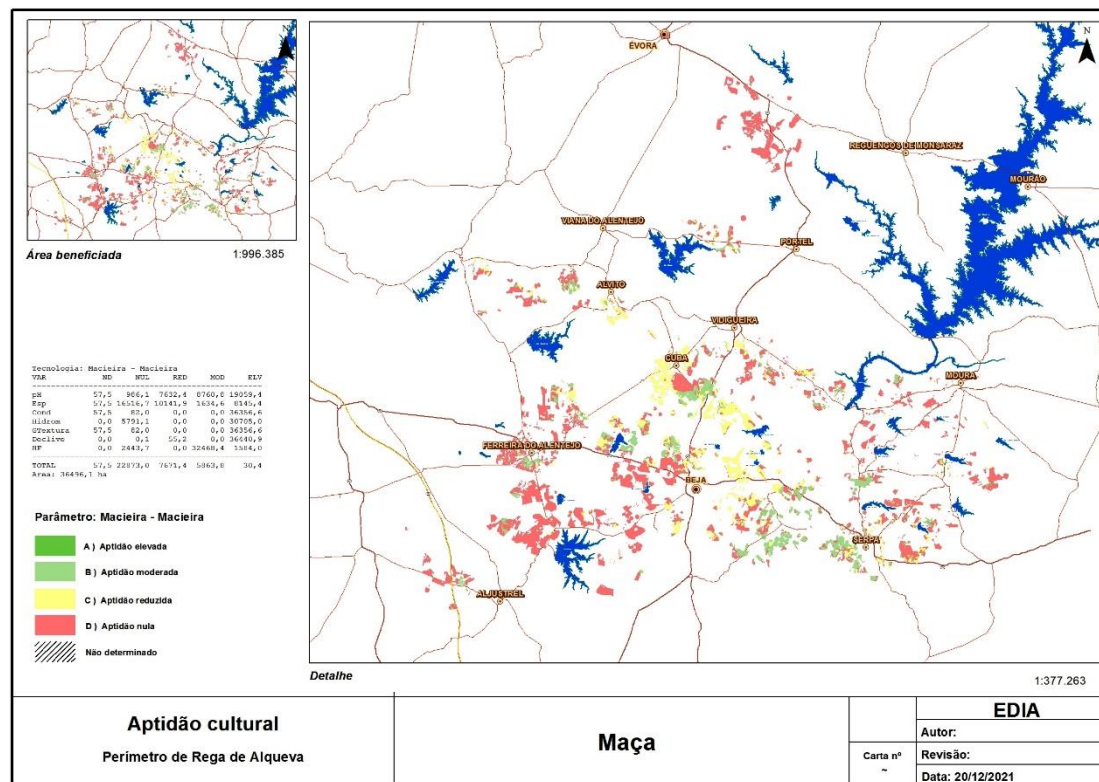 N
Área beneficiada
1:996.385
Tecnologia: Macieira - Macieira
VAR ND NUL RED MOD ELV
pH 57,5 986,1 7632,4 8760,8 19059,4
Esp 57,5 16516,7 10141,9 1634,6 8145,4
Cond 57,5 82,0 0,0 0,0 36356,6
Hidrom 0,0 5791,1 0,0 0,0 30705,0
GTextura 57,5 82,0 0,0 0,0 36356,6
Declive 0,0 0,1 55,2 0,0 36440,9
HF 0,0 2443,7 0,0 32468,4 1584,0
TOTAL 57,5 22873,0 7671,4 5863,8 30,4
Area: 36496,1 ha
Parâmetro: Macieira - Macieira
A ) Aptidão elevada
B ) Aptidão moderada
C ) Aptidão reduzida
D ) Aptidão nula
Não determinado
N
ÉVORA
REGUENGOS DE MONSARAZ
MOURÃO
VIANA DO ALENTEJO
PORTEL
ALVITO
VIDIGUEIRA
CUBA
MOURA
FERREIRA DO ALENTEJO
BEJA
SERPA
ALJUSTREL
Detalhe
1:377.263
Aptidão cultural
Perímetro de Rega de Alqueva
Maça
Carta nº
~
EDIA
Autor:
Revisão:
Data: 20/12/2021